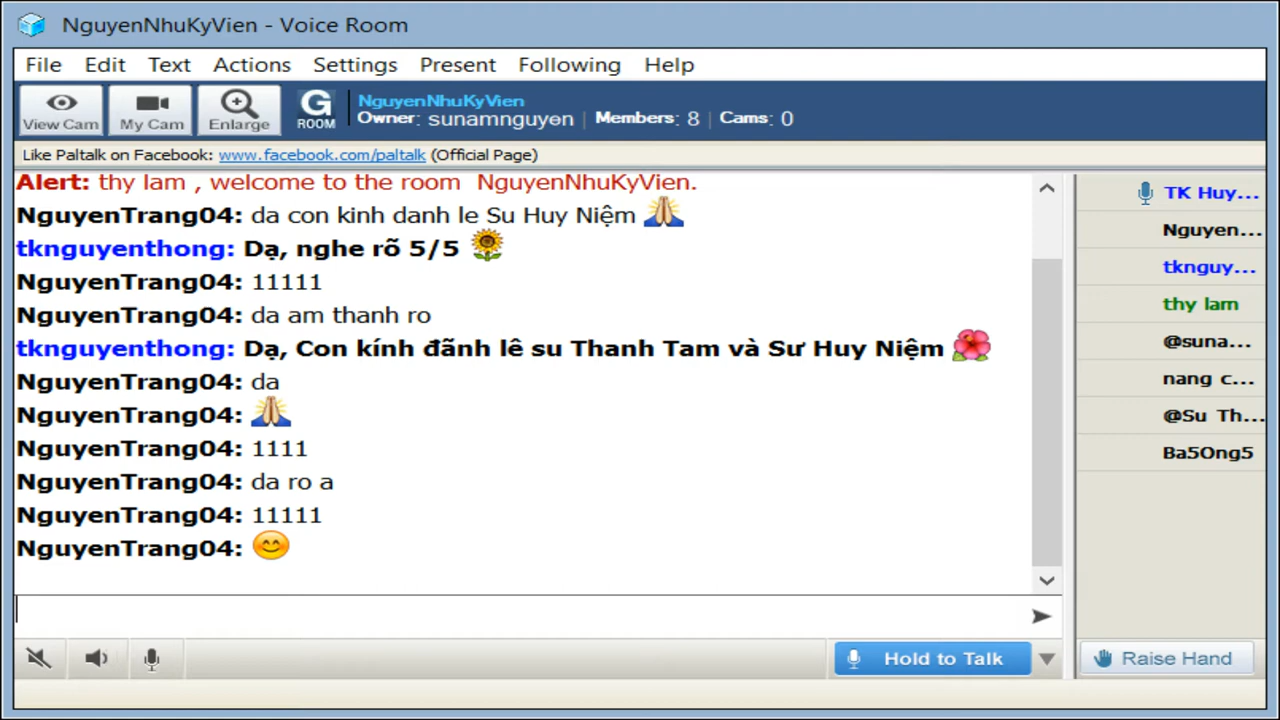 NguyenNhuKyVien - Voice Room
File Edit Text Actions Settings Present Following Help
View Cam My Cam Enlarge G ROOM
NguyenNhuKyVien
Owner: sunamnguyen | Members: 8 | Cams: 0
Like Paltalk on Facebook: www.facebook.com/paltalk (Official Page)
Alert: thy lam , welcome to the room NguyenNhuKyVien.
NguyenTrang04: da con kinh danh le Su Huy Niệm
tknguyenthong: Dạ, nghe rõ 5/5
NguyenTrang04: 11111
NguyenTrang04: da am thanh ro
tknguyenthong: Dạ, Con kính đãnh lê su Thanh Tam và Sư Huy Niệm
NguyenTrang04: da
NguyenTrang04:
NguyenTrang04: 1111
NguyenTrang04: da ro a
NguyenTrang04: 11111
NguyenTrang04:
TK Huy...
Nguyen...
tknguy...
thy lam
@suna...
nang c...
@Su Th...
Ba5Ong5
Hold to Talk
Raise Hand